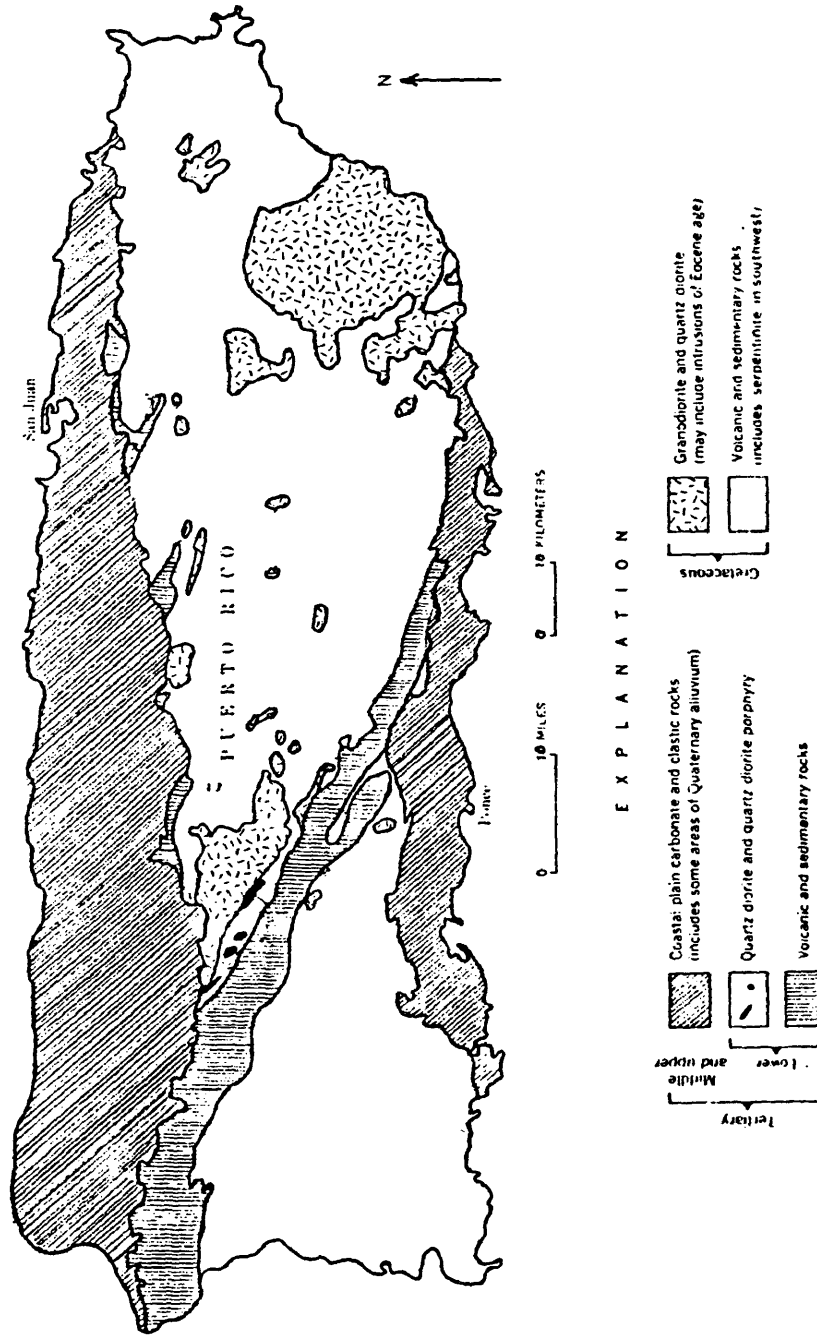 San Juan
PUERTO RICO
Ponce
N
10 MILES
0
10 KILOMETERS
0
EXPLANATION
Tertiary
Middle
and upper
Coastal plain carbonate and clastic rocks
(includes some areas of Quaternary alluvium)
Lower
Quartz diorite and quartz diorite porphyry
Volcanic and sedimentary rocks
Cretaceous
Granodiorite and quartz diorite
(may include intrusions of Eocene age)
Volcanic and sedimentary rocks
(includes serpentinite in southwest)